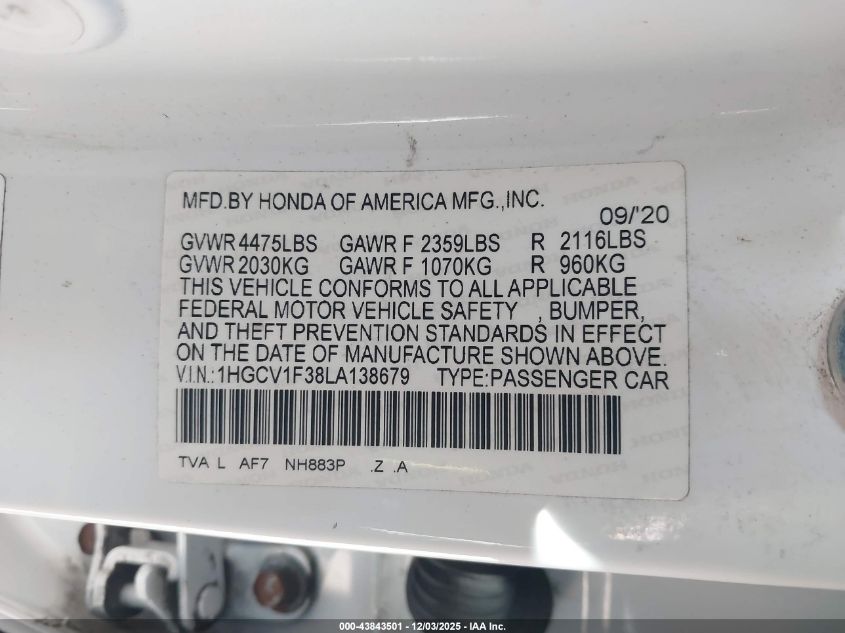 MFD.BY HONDA OF AMERICA MFG.,INC.
09/'20
GVWR 4475LBS GAWR F 2359LBS R 2116LBS
GVWR 2030KG GAWR F 1070KG R 960KG
THIS VEHICLE CONFORMS TO ALL APPLICABLE
FEDERAL MOTOR VEHICLE SAFETY , BUMPER,
AND THEFT PREVENTION STANDARDS IN EFFECT
ON THE DATE OF MANUFACTURE SHOWN ABOVE.
V.I.N.:1HGCV1F38LA138679 TYPE:PASSENGER CAR
TVA L AF7 NH883P .Z .A
000-43843501 - 12/03/2025 - IAA Inc.